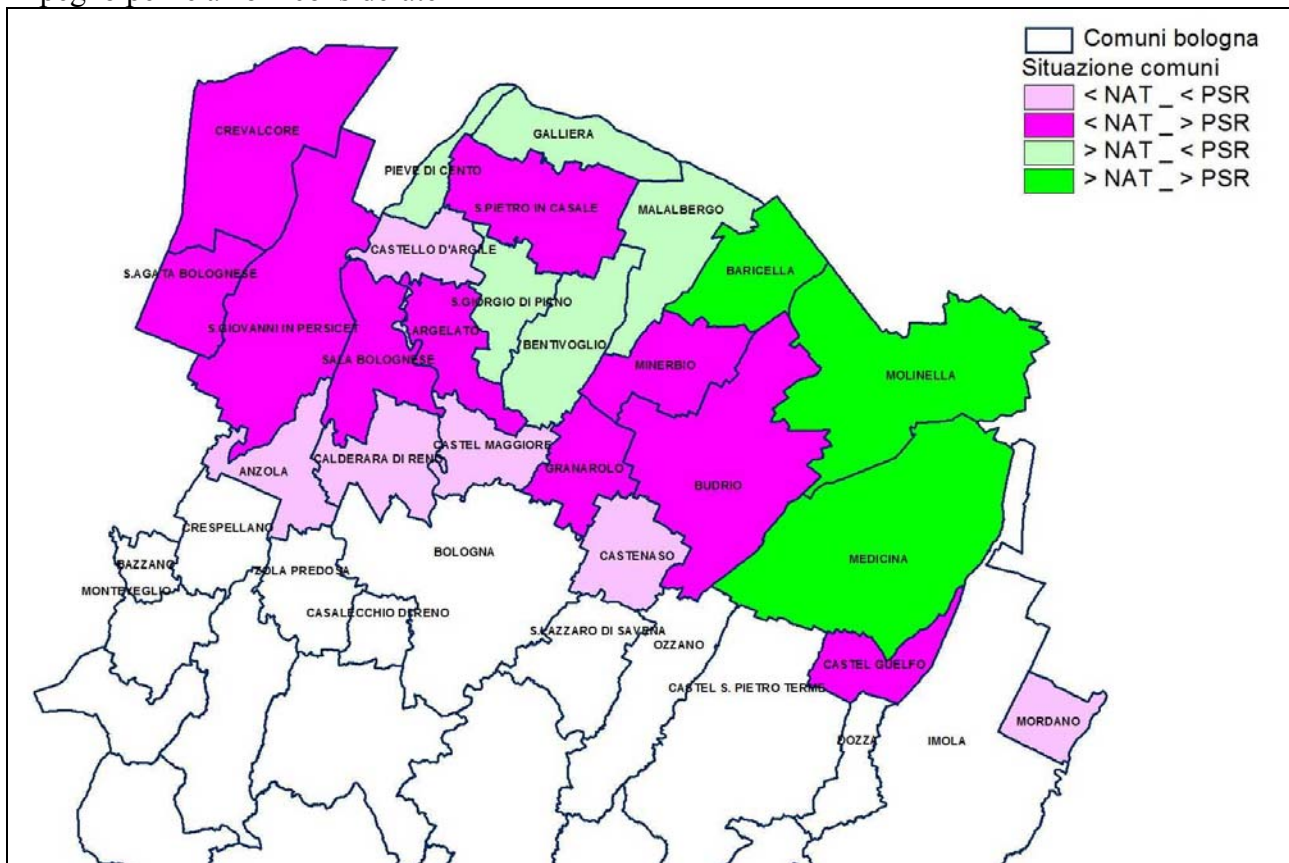 Comuni bologna
Situazione comuni
< NAT _ < PSR
< NAT _ > PSR
> NAT _ < PSR
> NAT _ > PSR
CREVALCORE
GALLIERA
PIEVE DI CENTO
S.PIETRO IN CASALE
MALALBERGO
CASTELLO D'ARGILE
S.AGATA BOLOGNESE
BARICELLA
S.GIORGIO DI PIANO
S.GIOVANNI IN PERSICET
ARGELATO
SALA BOLOGNESE
BENTIVOGLIO
MINERBIO
MOLINELLA
CASTEL MAGGIORE
CALDERARA DI RENO
ANZOLA
GRANAROLO
BUDRIO
CRESPELLANO
BOLOGNA
CASTENASO
MEDICINA
BAZZANO
ZOLA PREDOSA
MONTEVEGLIO
CASALECCHIO DI RENO
S.LAZZARO DI SAVENA
OZZANO
CASTEL GUELFO
CASTEL S. PIETRO TERME
MORDANO
DOZZA
IMOLA